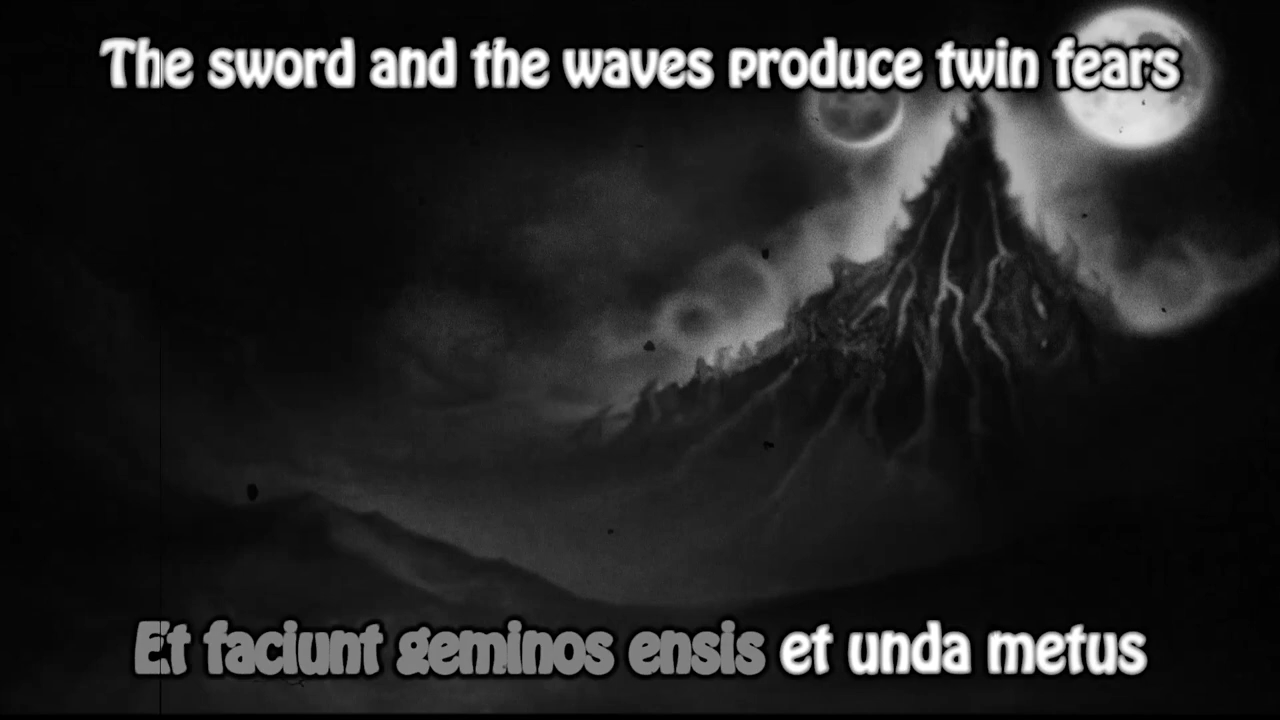 The sword and the waves produce twin fears
Et faciunt geminos ensis et unda metus